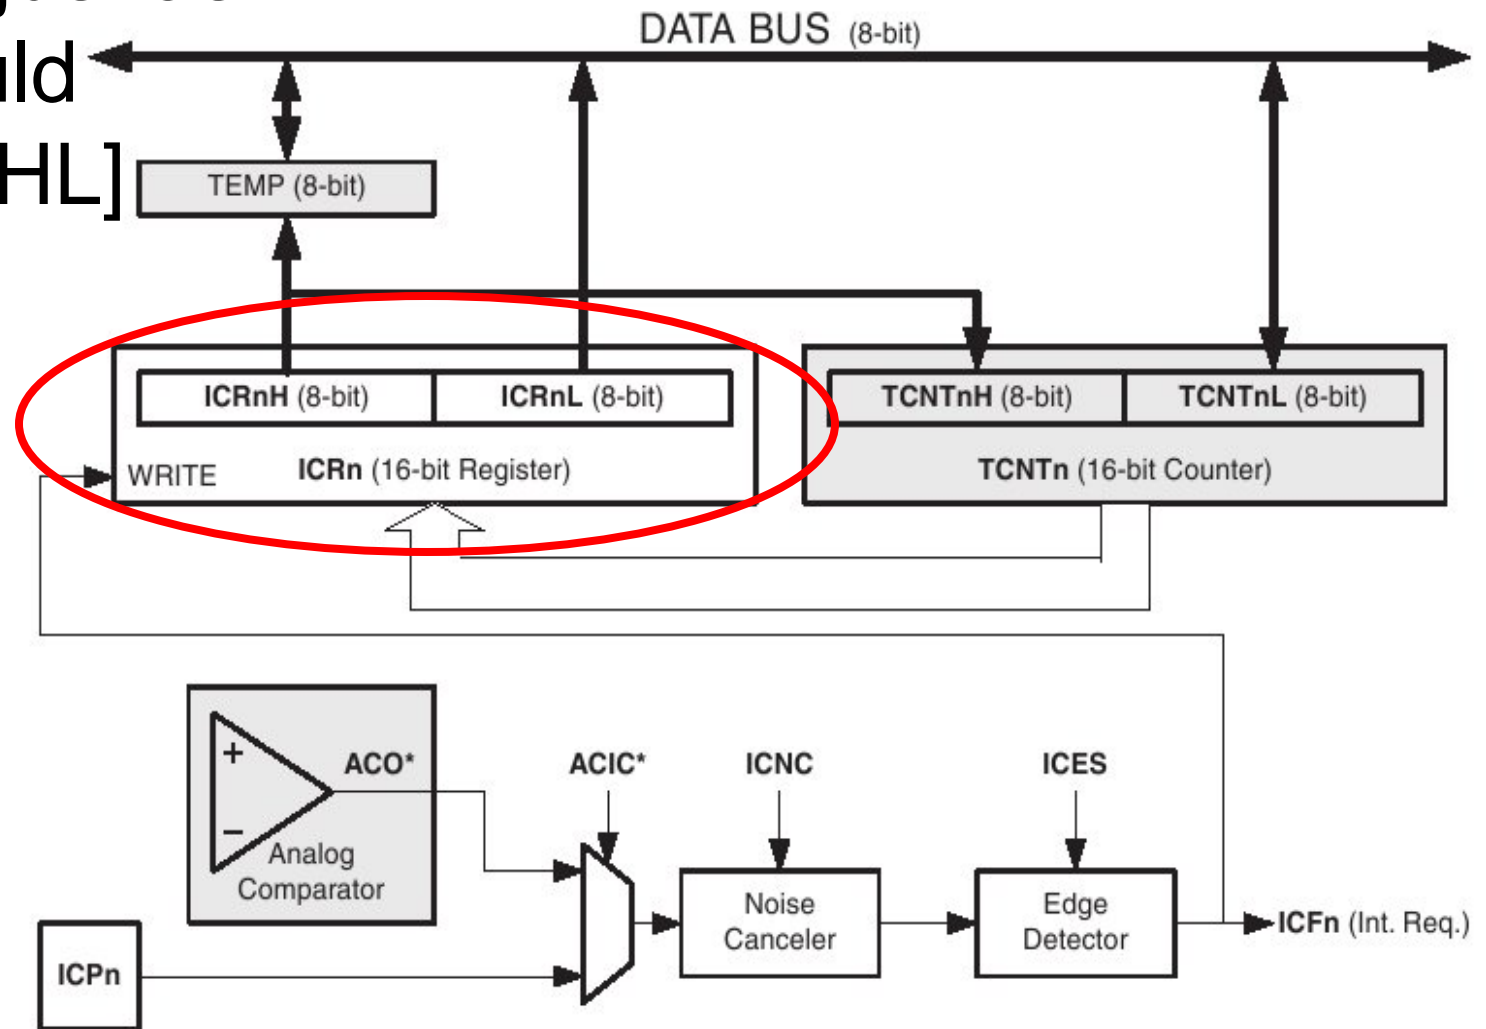 DATA BUS (8-bit)
uld
HL]
TEMP (8-bit)
ICRnH (8-bit) ICRnL (8-bit) TCNTnH (8-bit) TCNTnL (8-bit)
WRITE ICRn (16-bit Register) TCNTn (16-bit Counter)
+ ACO* ACIC* ICNC ICES
−
Analog
Comparator
Noise
Canceler
Edge
Detector
ICFn (Int. Req.)
ICPn